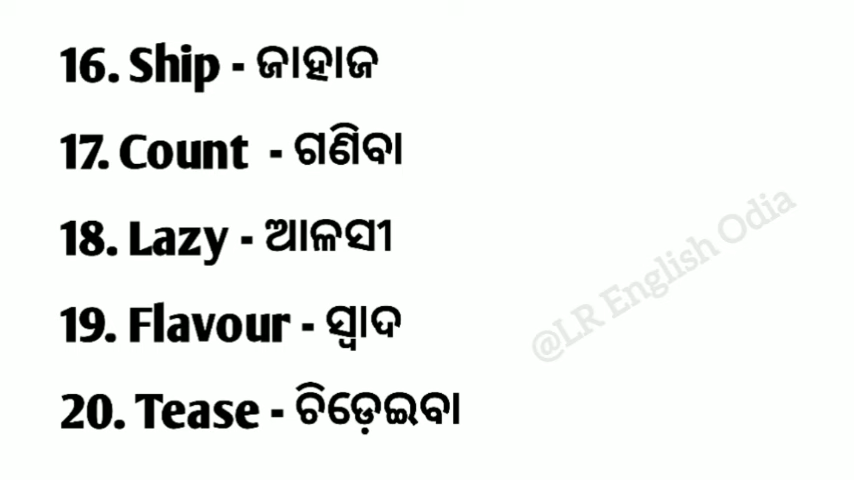 16. Ship - ଜାହାଜ
17. Count - ଗଣିବା
18. Lazy - ଆଳସୀ
19. Flavour - ସ୍ୱାଦ
20. Tease - ଚିଡ଼େଇବା
@LR English Odia